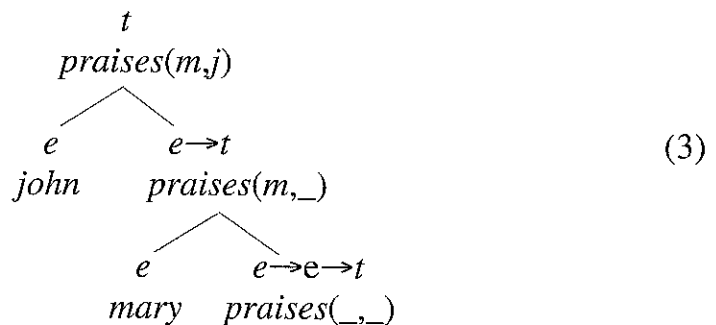 t
praises(m,j)
e e→t (3)
john praises(m,_)
e e→e→t
mary praises(_,_)